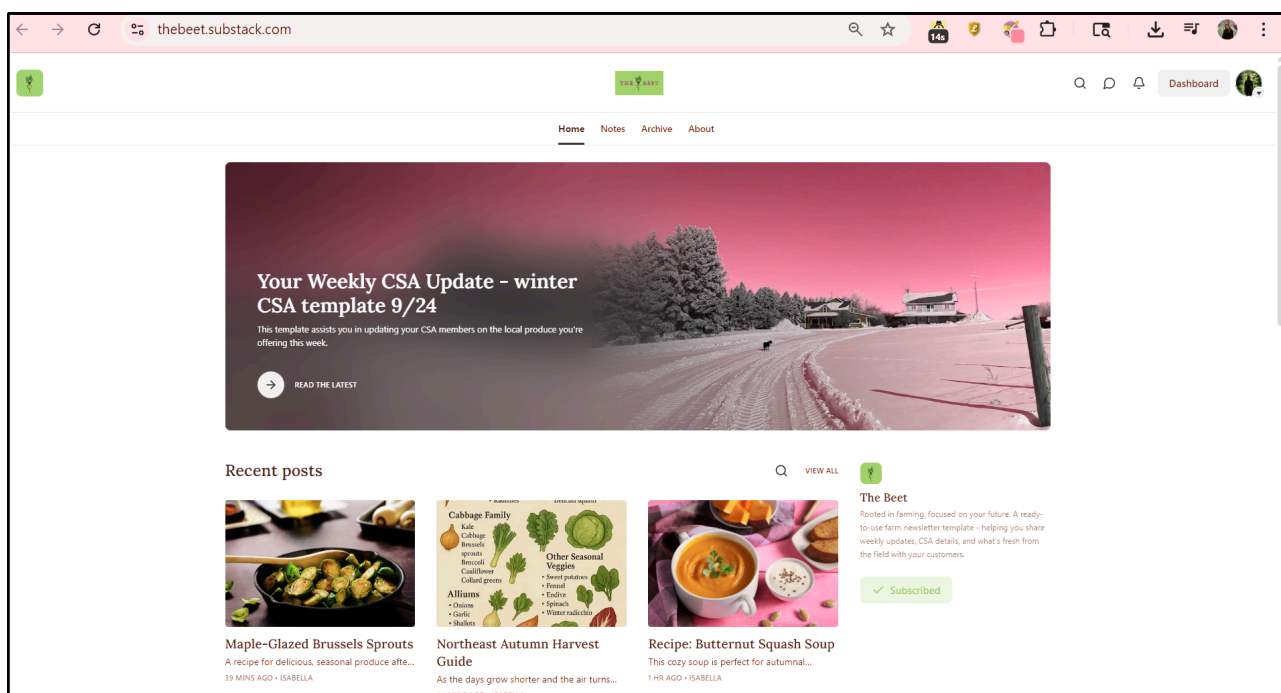 thebeet.substack.com
14s
THE BEET
Dashboard
Home Notes Archive About
Your Weekly CSA Update - winter
CSA template 9/24
This template assists you in updating your CSA members on the local produce you're
offering this week.
READ THE LATEST
Recent posts
VIEW ALL
Cabbage Family
Kale
Cabbage
Brussels
sprouts
Broccoli
Cauliflower
Collard greens
Alliums
• Onions
• Garlic
• Shallots
Other Seasonal
Veggies
• Sweet potatoes
• Fennel
• Endive
• Spinach
• Winter radicchio
Maple-Glazed Brussels Sprouts
A recipe for delicious, seasonal produce afte...
39 MINS AGO • ISABELLA
Northeast Autumn Harvest
Guide
As the days grow shorter and the air turns...
Recipe: Butternut Squash Soup
This cozy soup is perfect for autumnal...
1 HR AGO • ISABELLA
The Beet
Rooted in farming, focused on your future. A ready-
to-use farm newsletter template - helping you share
weekly updates, CSA details, and what's fresh from
the field with your customers.
Subscribed